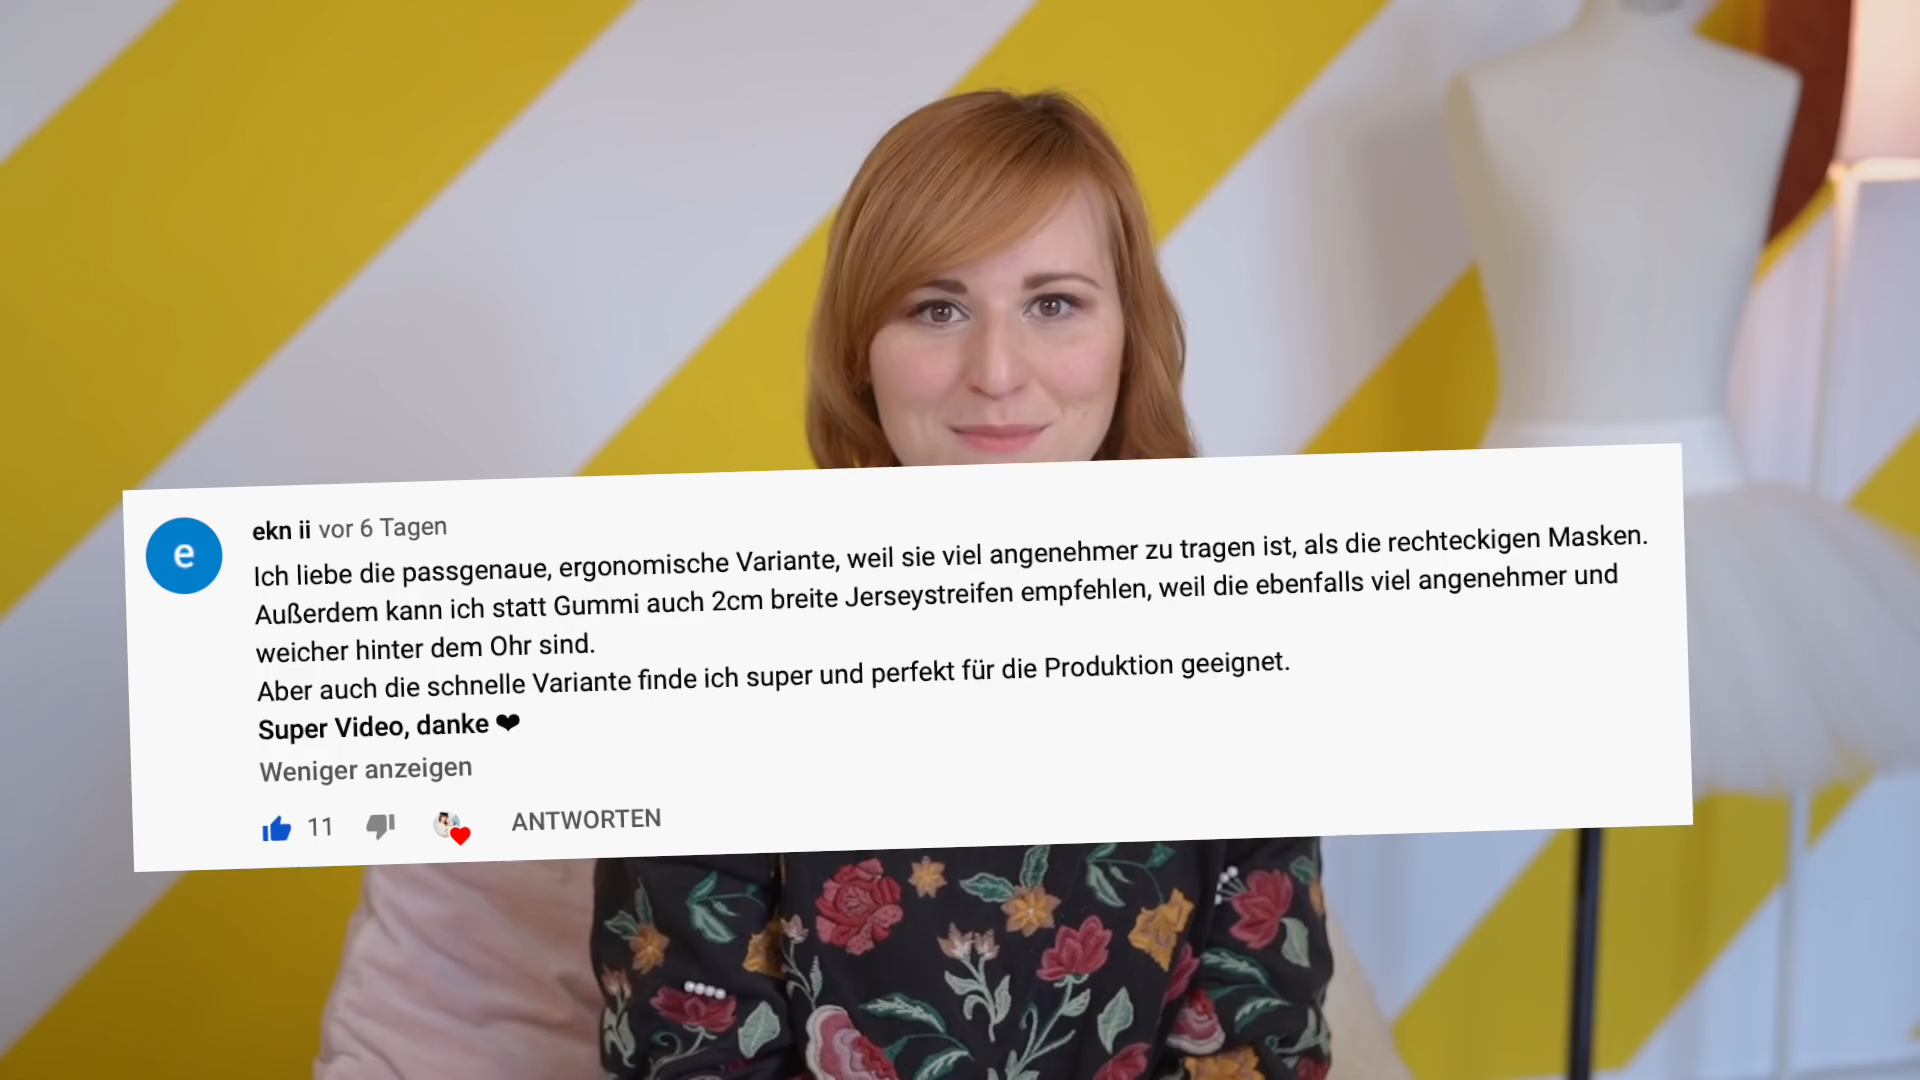 e
ekn ii vor 6 Tagen
Ich liebe die passgenaue, ergonomische Variante, weil sie viel angenehmer zu tragen ist, als die rechteckigen Masken.
Außerdem kann ich statt Gummi auch 2cm breite Jerseystreifen empfehlen, weil die ebenfalls viel angenehmer und
weicher hinter dem Ohr sind.
Aber auch die schnelle Variante finde ich super und perfekt für die Produktion geeignet.
Super Video, danke ❤
Weniger anzeigen
11 ANTWORTEN